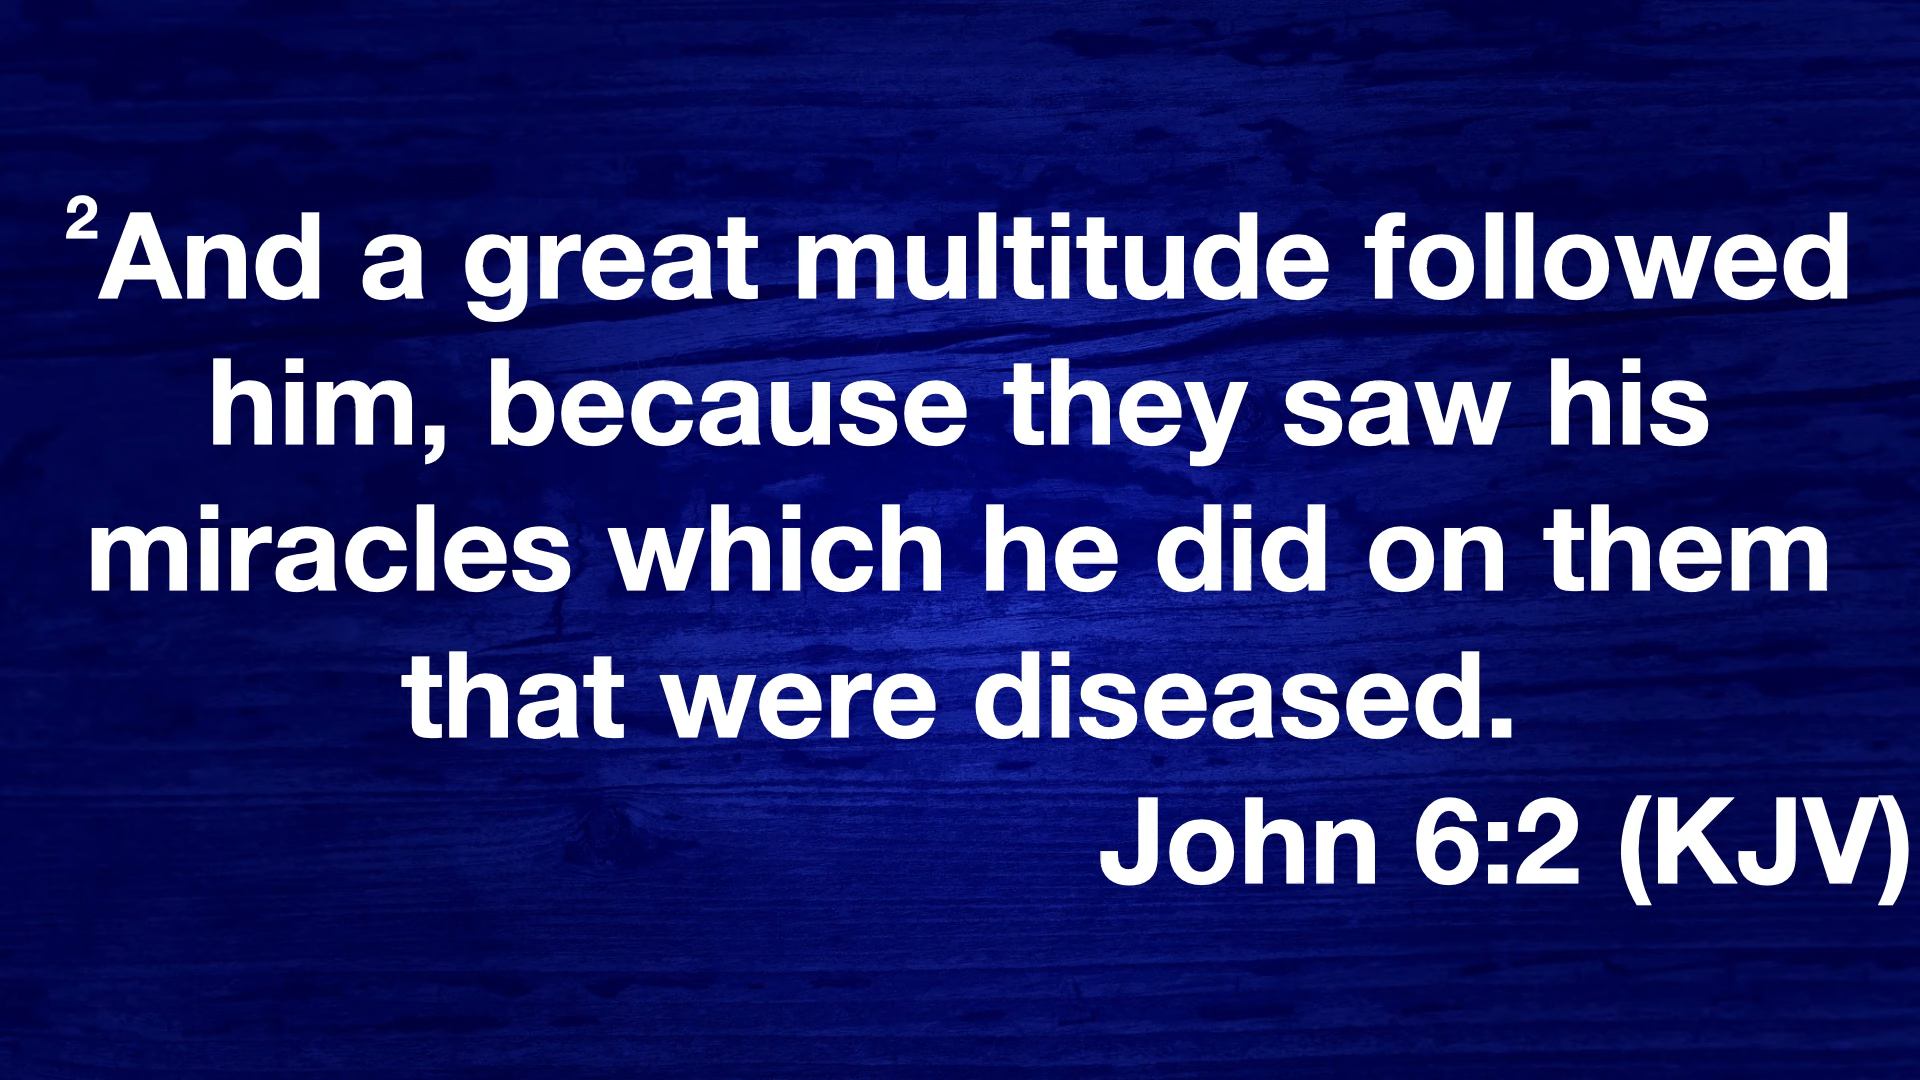 ²And a great multitude followed
him, because they saw his
miracles which he did on them
that were diseased.
John 6:2 (KJV)